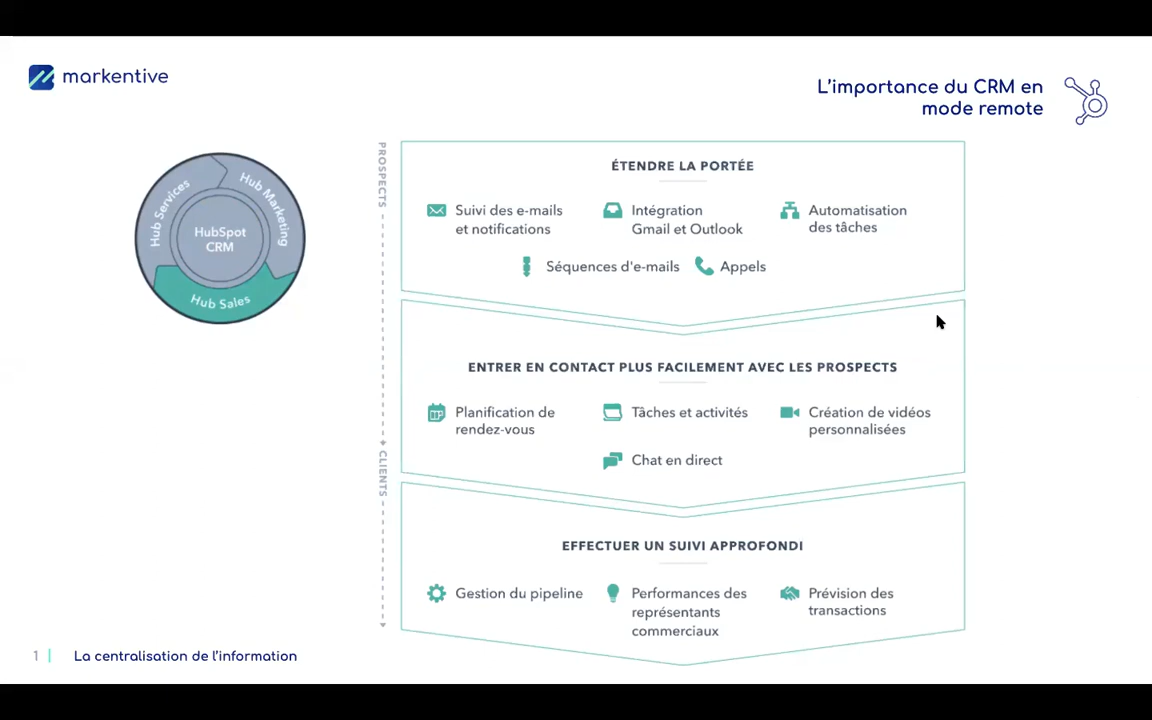 markentive
L'importance du CRM en
mode remote
Hub Services
Hub Marketing
HubSpot
CRM
Hub Sales
PROSPECTS
CLIENTS
ÉTENDRE LA PORTÉE
Suivi des e-mails
et notifications
Intégration
Gmail et Outlook
Automatisation
des tâches
Séquences d'e-mails
Appels
ENTRER EN CONTACT PLUS FACILEMENT AVEC LES PROSPECTS
Planification de
rendez-vous
Tâches et activités
Création de vidéos
personnalisées
Chat en direct
EFFECTUER UN SUIVI APPROFONDI
Gestion du pipeline
Performances des
représentants
commerciaux
Prévision des
transactions
1
La centralisation de l'information